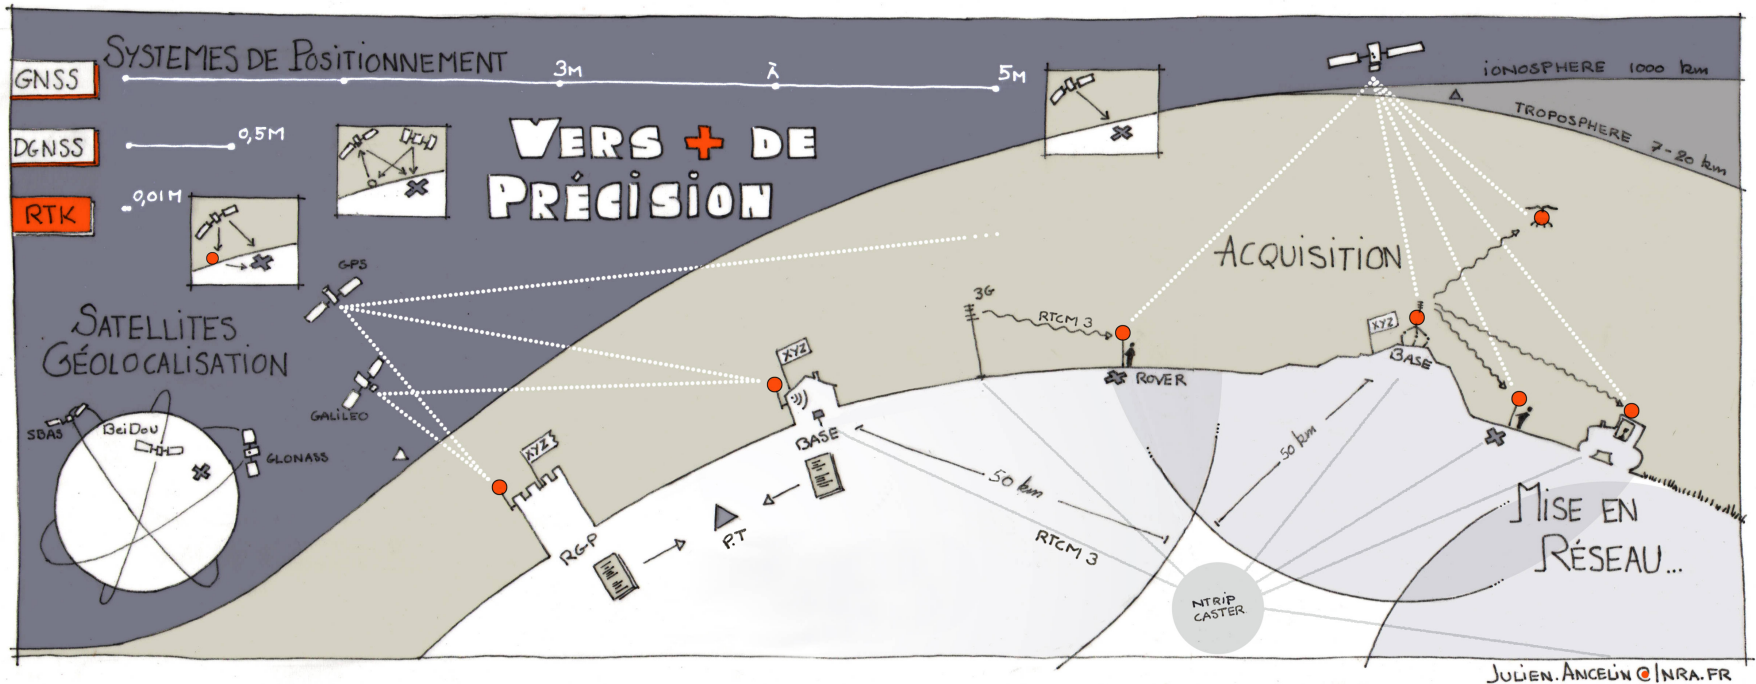 SYSTEMES DE POSITIONNEMENT
GNSS
3M
À
5M
DGNSS
0,5M
RTK
0,01M
VERS + DE
PRÉCISION
IONOSPHERE 1000 km
TROPOSPHERE 7-20 km
SATELLITES
GÉOLOCALISATION
GPS
GALILEO
SBAS
BeiDou
GLONASS
ACQUISITION
3G
RTCM 3
ROVER
XYZ
BASE
XYZ
BASE
XYZ
RGP
P.T
50 km
50 km
RTCM 3
NTRIP
CASTER
MISE EN
RÉSEAU...
JULIEN.ANCELIN@INRA.FR